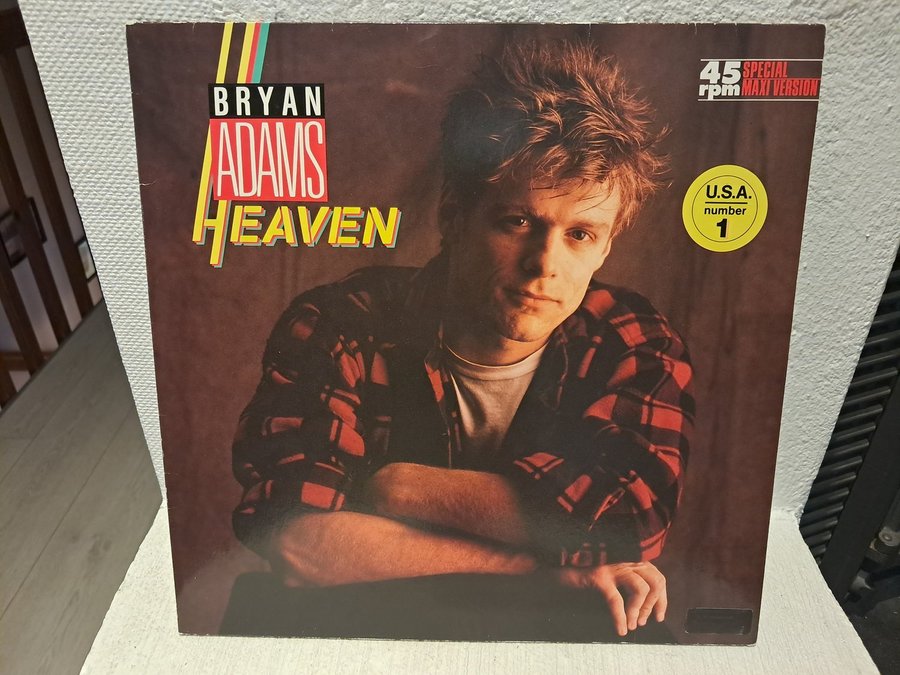 BRYAN
ADAMS
HEAVEN
45 rpm
SPECIAL
MAXI VERSION
U.S.A.
number
1